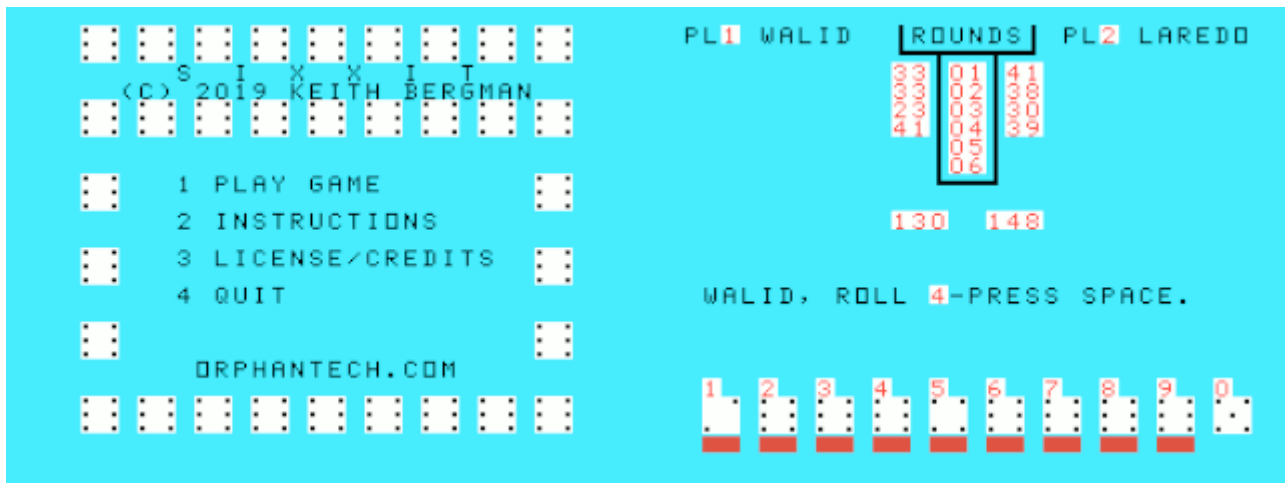 S I X X I T
(C) 2019 KEITH BERGMAN
1 PLAY GAME
2 INSTRUCTIONS
3 LICENSE/CREDITS
4 QUIT
ORPHANTECH.COM
PL1 WALID ROUNDS PL2 LAREDO
33 01 41
33 02 38
23 03 30
41 04 39
05
06
130 148
WALID, ROLL 4-PRESS SPACE.
1 2 3 4 5 6 7 8 9 0